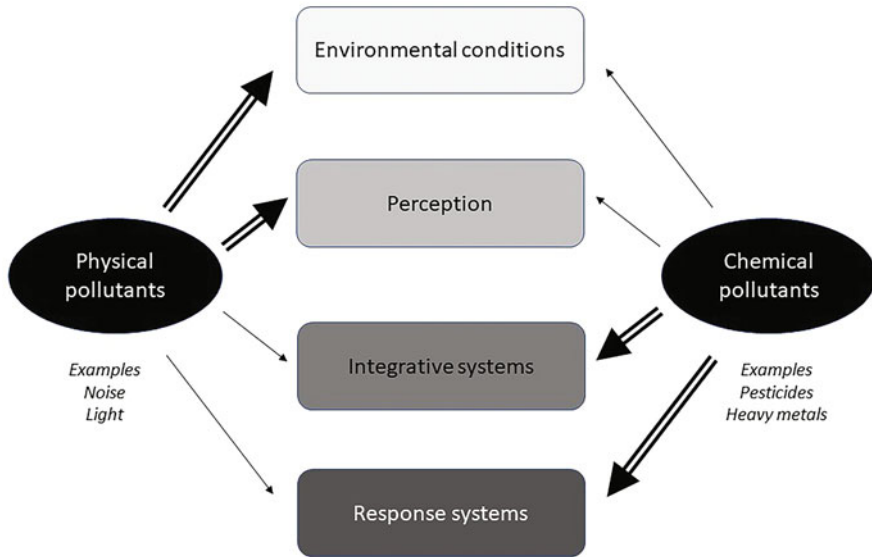 Environmental conditions
Perception
Physical
pollutants
Chemical
pollutants
Integrative systems
Examples
Noise
Light
Examples
Pesticides
Heavy metals
Response systems